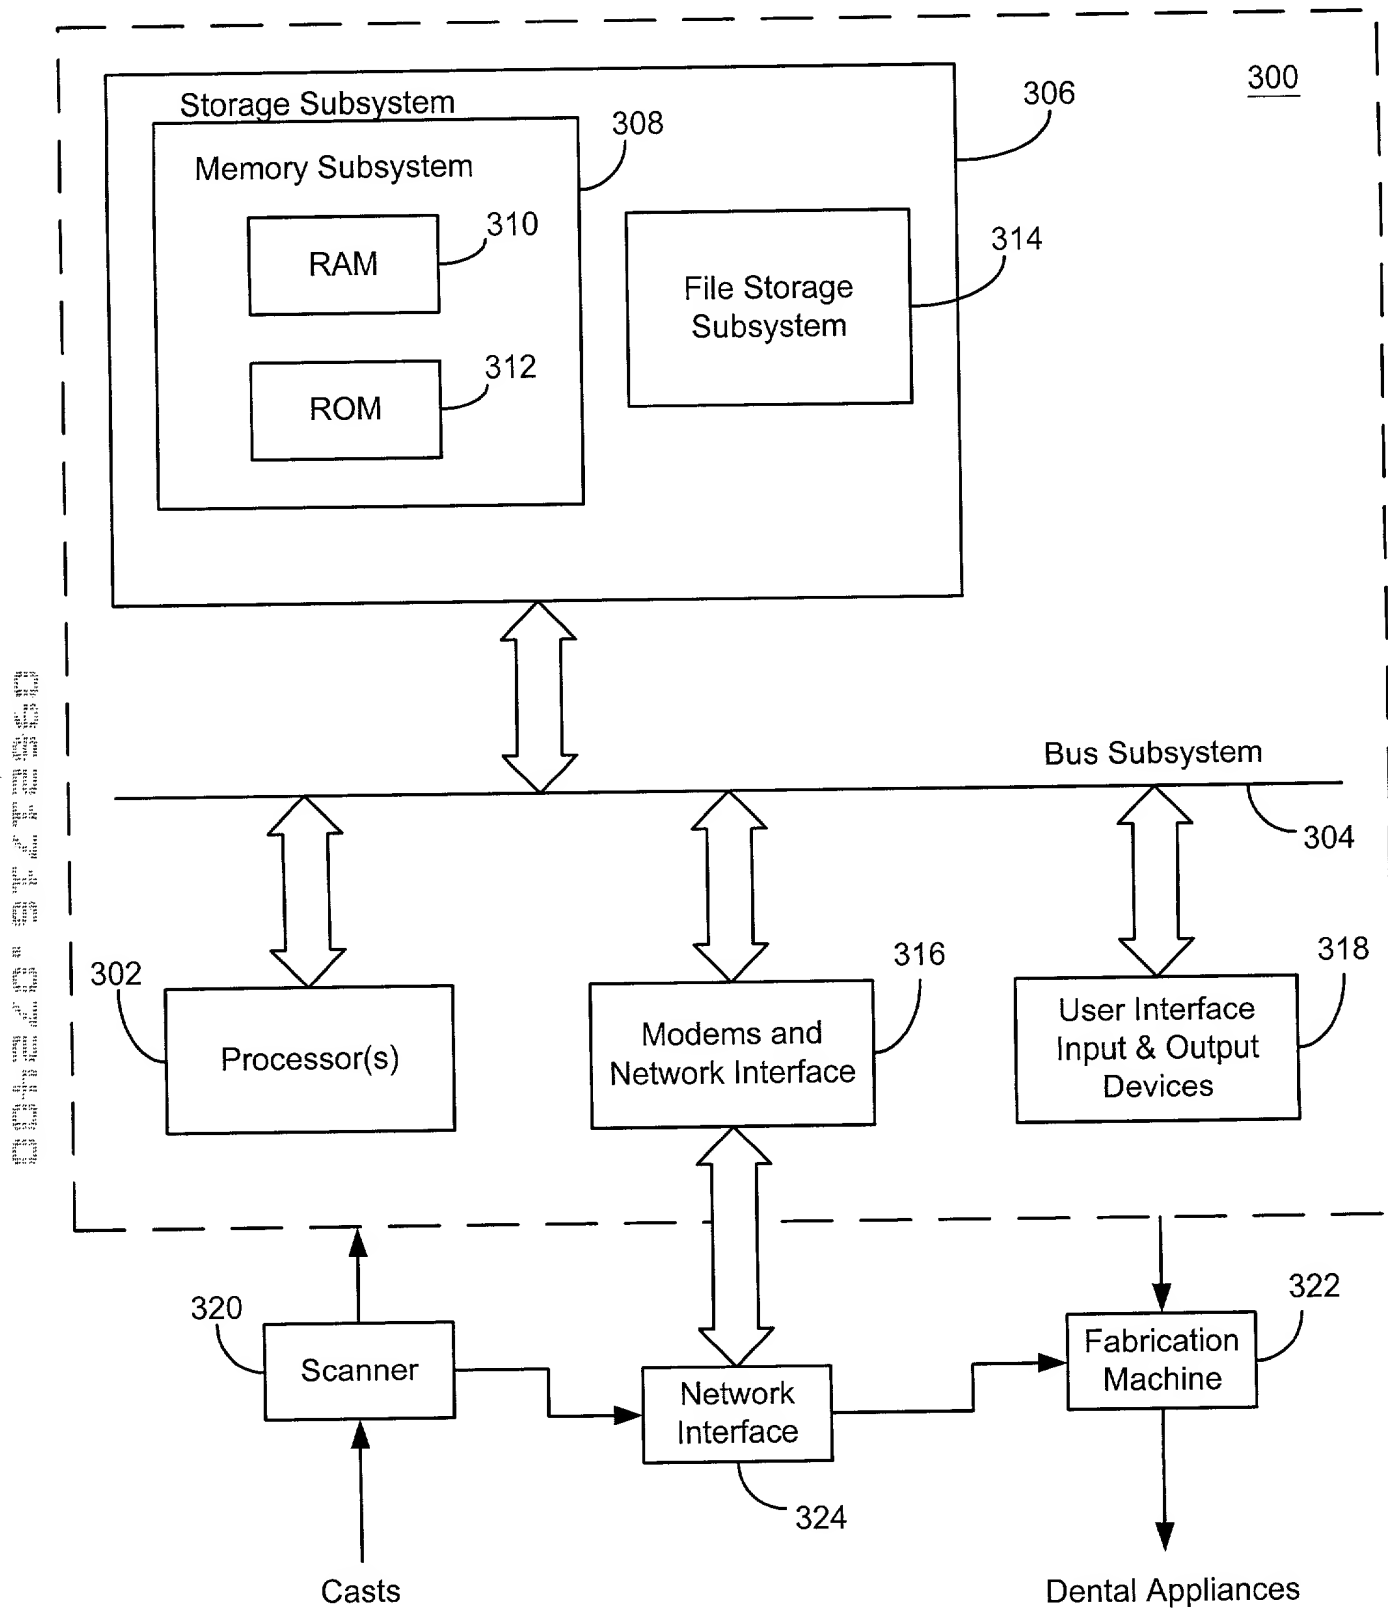 300
Storage Subsystem
306
308
Memory Subsystem
310
RAM
314
File Storage
Subsystem
312
ROM
Bus Subsystem
304
302
316
318
Processor(s)
Modems and
Network Interface
User Interface
Input & Output
Devices
320
Scanner
322
Fabrication
Machine
Network
Interface
324
Casts
Dental Appliances